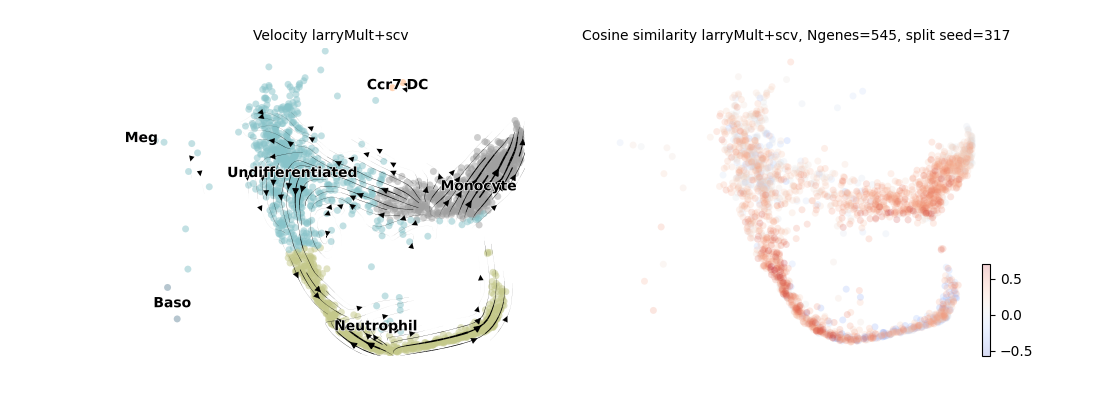 Velocity larryMult+scv
Cosine similarity larryMult+scv, Ngenes=545, split seed=317
Ccr7 DC
Meg
Undifferentiated
Monocyte
Baso
Neutrophil
0.5
0.0
−0.5